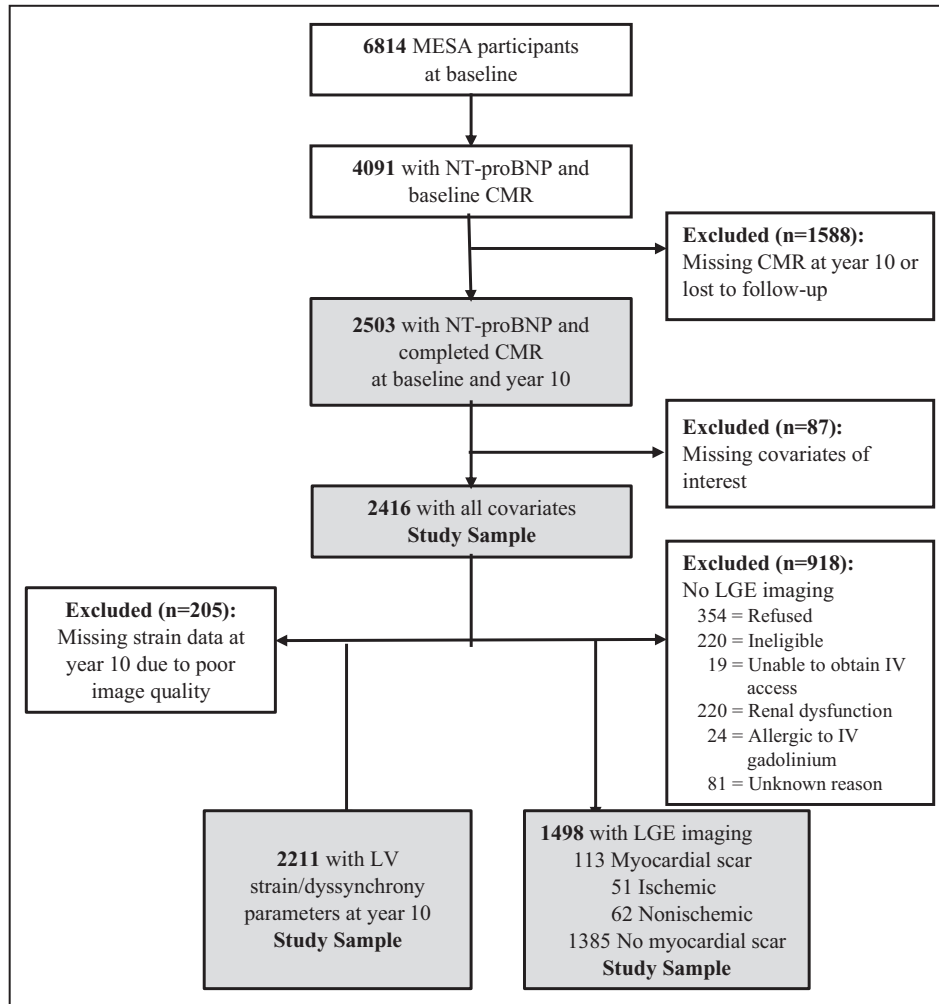 6814 MESA participants
at baseline
4091 with NT-proBNP and
baseline CMR
Excluded (n=1588):
Missing CMR at year 10 or
lost to follow-up
2503 with NT-proBNP and
completed CMR
at baseline and year 10
Excluded (n=87):
Missing covariates of
interest
2416 with all covariates
Study Sample
Excluded (n=205):
Missing strain data at
year 10 due to poor
image quality
Excluded (n=918):
No LGE imaging
354 = Refused
220 = Ineligible
19 = Unable to obtain IV
access
220 = Renal dysfunction
24 = Allergic to IV
gadolinium
81 = Unknown reason
2211 with LV
strain/dyssynchrony
parameters at year 10
Study Sample
1498 with LGE imaging
113 Myocardial scar
51 Ischemic
62 Nonischemic
1385 No myocardial scar
Study Sample